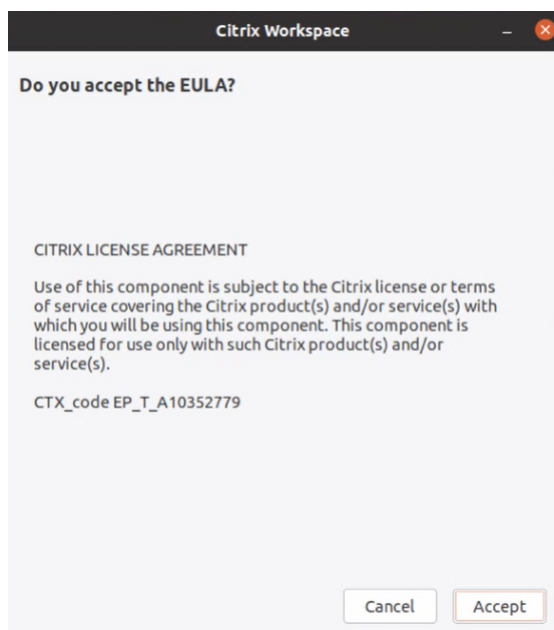 Citrix Workspace
Do you accept the EULA?
CITRIX LICENSE AGREEMENT
Use of this component is subject to the Citrix license or terms
of service covering the Citrix product(s) and/or service(s) with
which you will be using this component. This component is
licensed for use only with such Citrix product(s) and/or
service(s).
CTX_code EP_T_A10352779
Cancel Accept